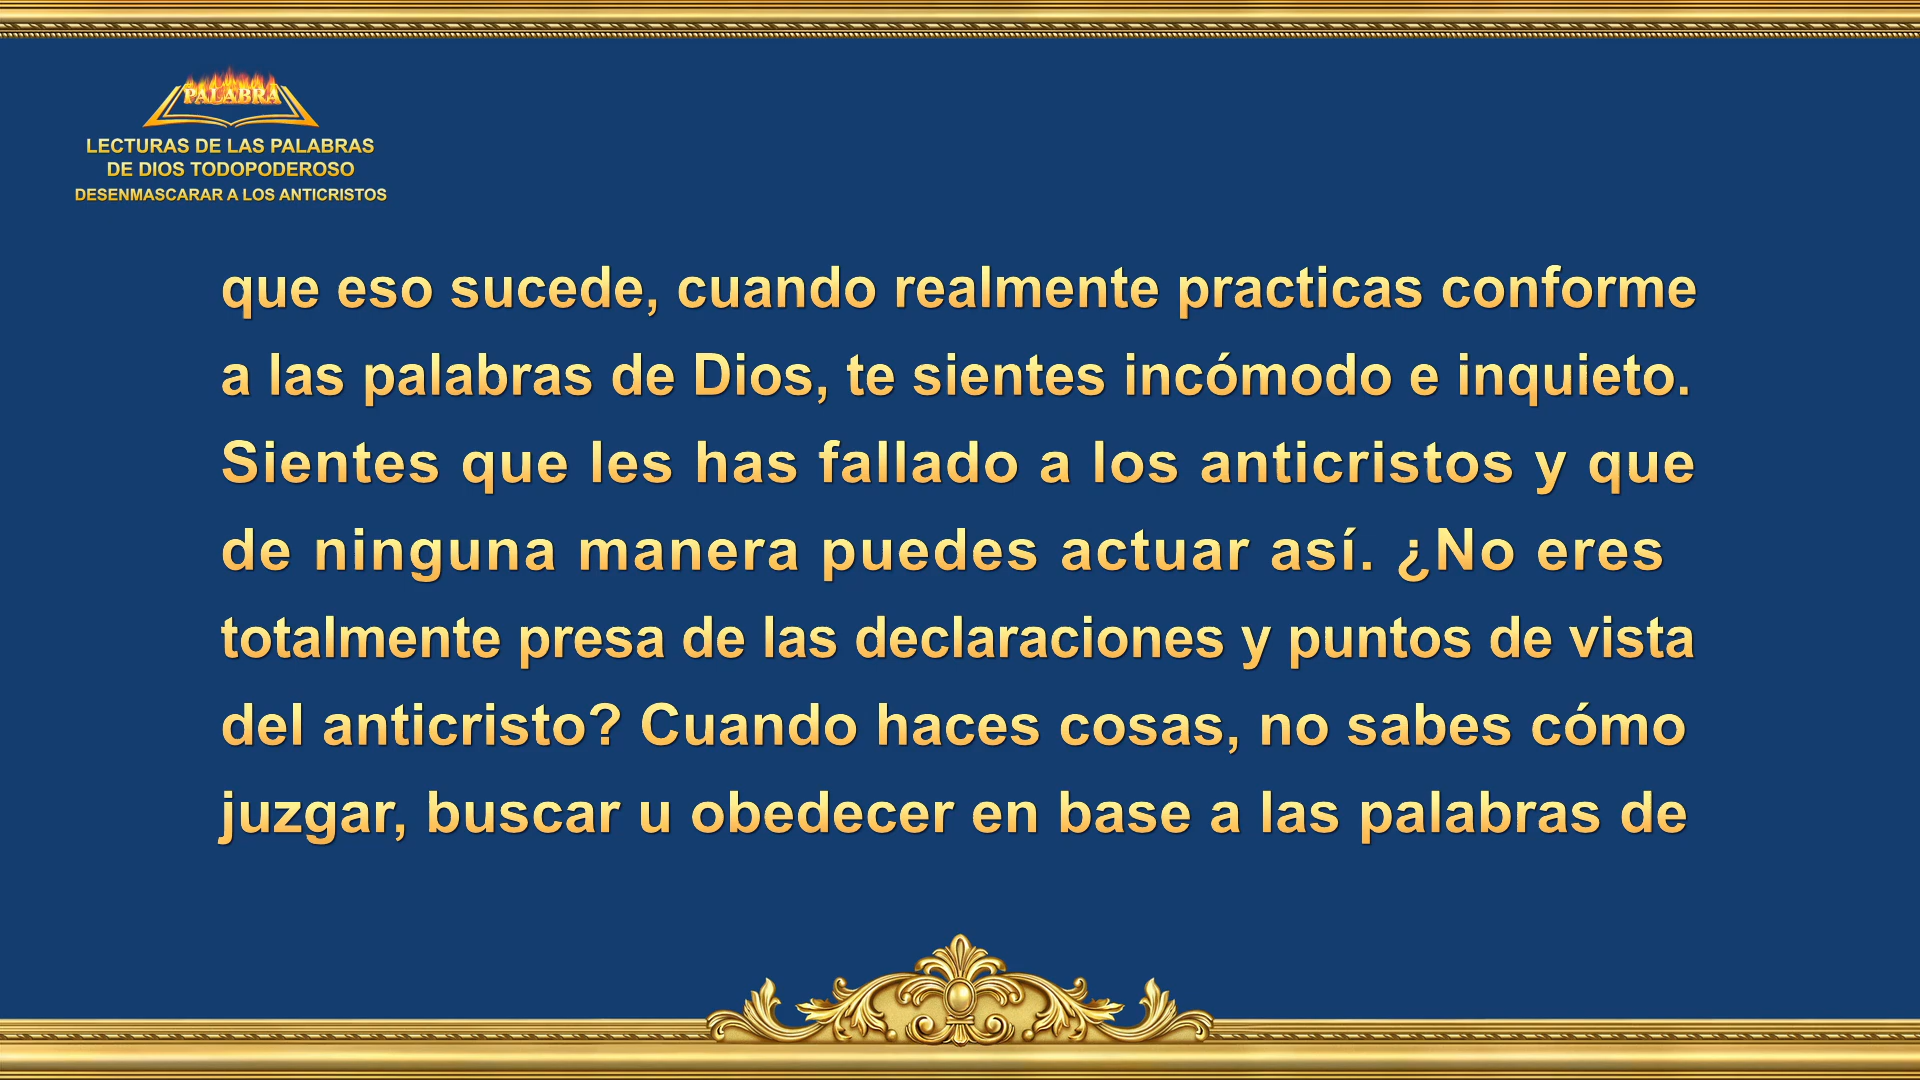 PALABRA
LECTURAS DE LAS PALABRAS
DE DIOS TODOPODEROSO
DESENMASCARAR A LOS ANTICRISTOS
que eso sucede, cuando realmente practicas conforme
a las palabras de Dios, te sientes incómodo e inquieto.
Sientes que les has fallado a los anticristos y que
de ninguna manera puedes actuar así. ¿No eres
totalmente presa de las declaraciones y puntos de vista
del anticristo? Cuando haces cosas, no sabes cómo
juzgar, buscar u obedecer en base a las palabras de